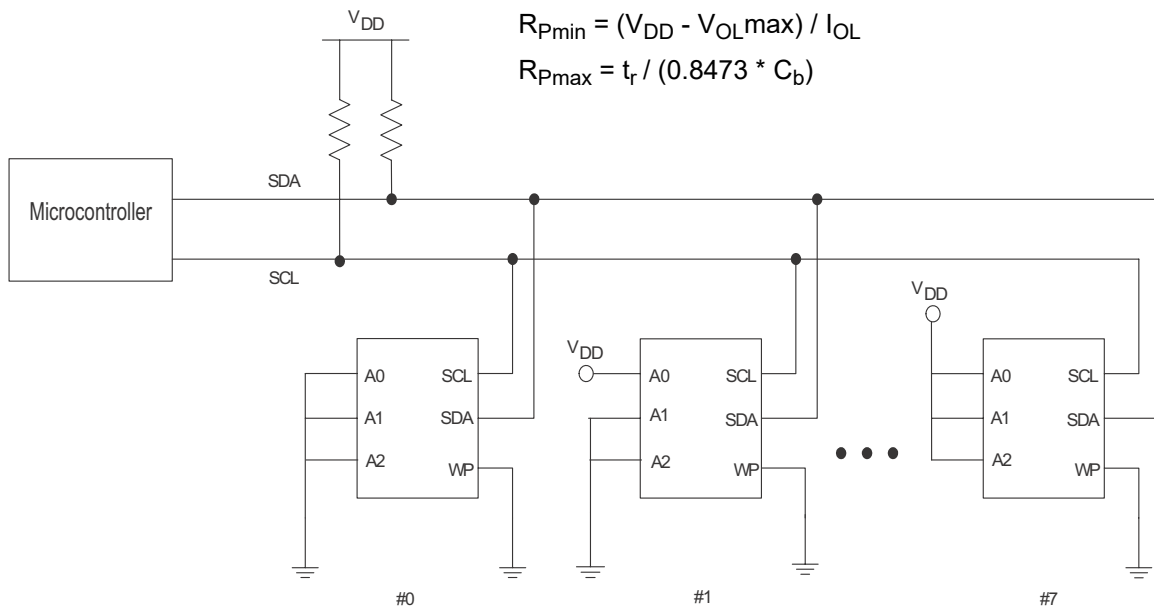 V_DD
R_Pmin = (V_DD - V_OLmax) / I_OL
R_Pmax = t_r / (0.8473 * C_b)
Microcontroller
SDA
SCL
V_DD
V_DD
A0
SCL
A1
SDA
A2
WP
A0
SCL
A1
SDA
A2
WP
A0
SCL
A1
SDA
A2
WP
#0
#1
#7